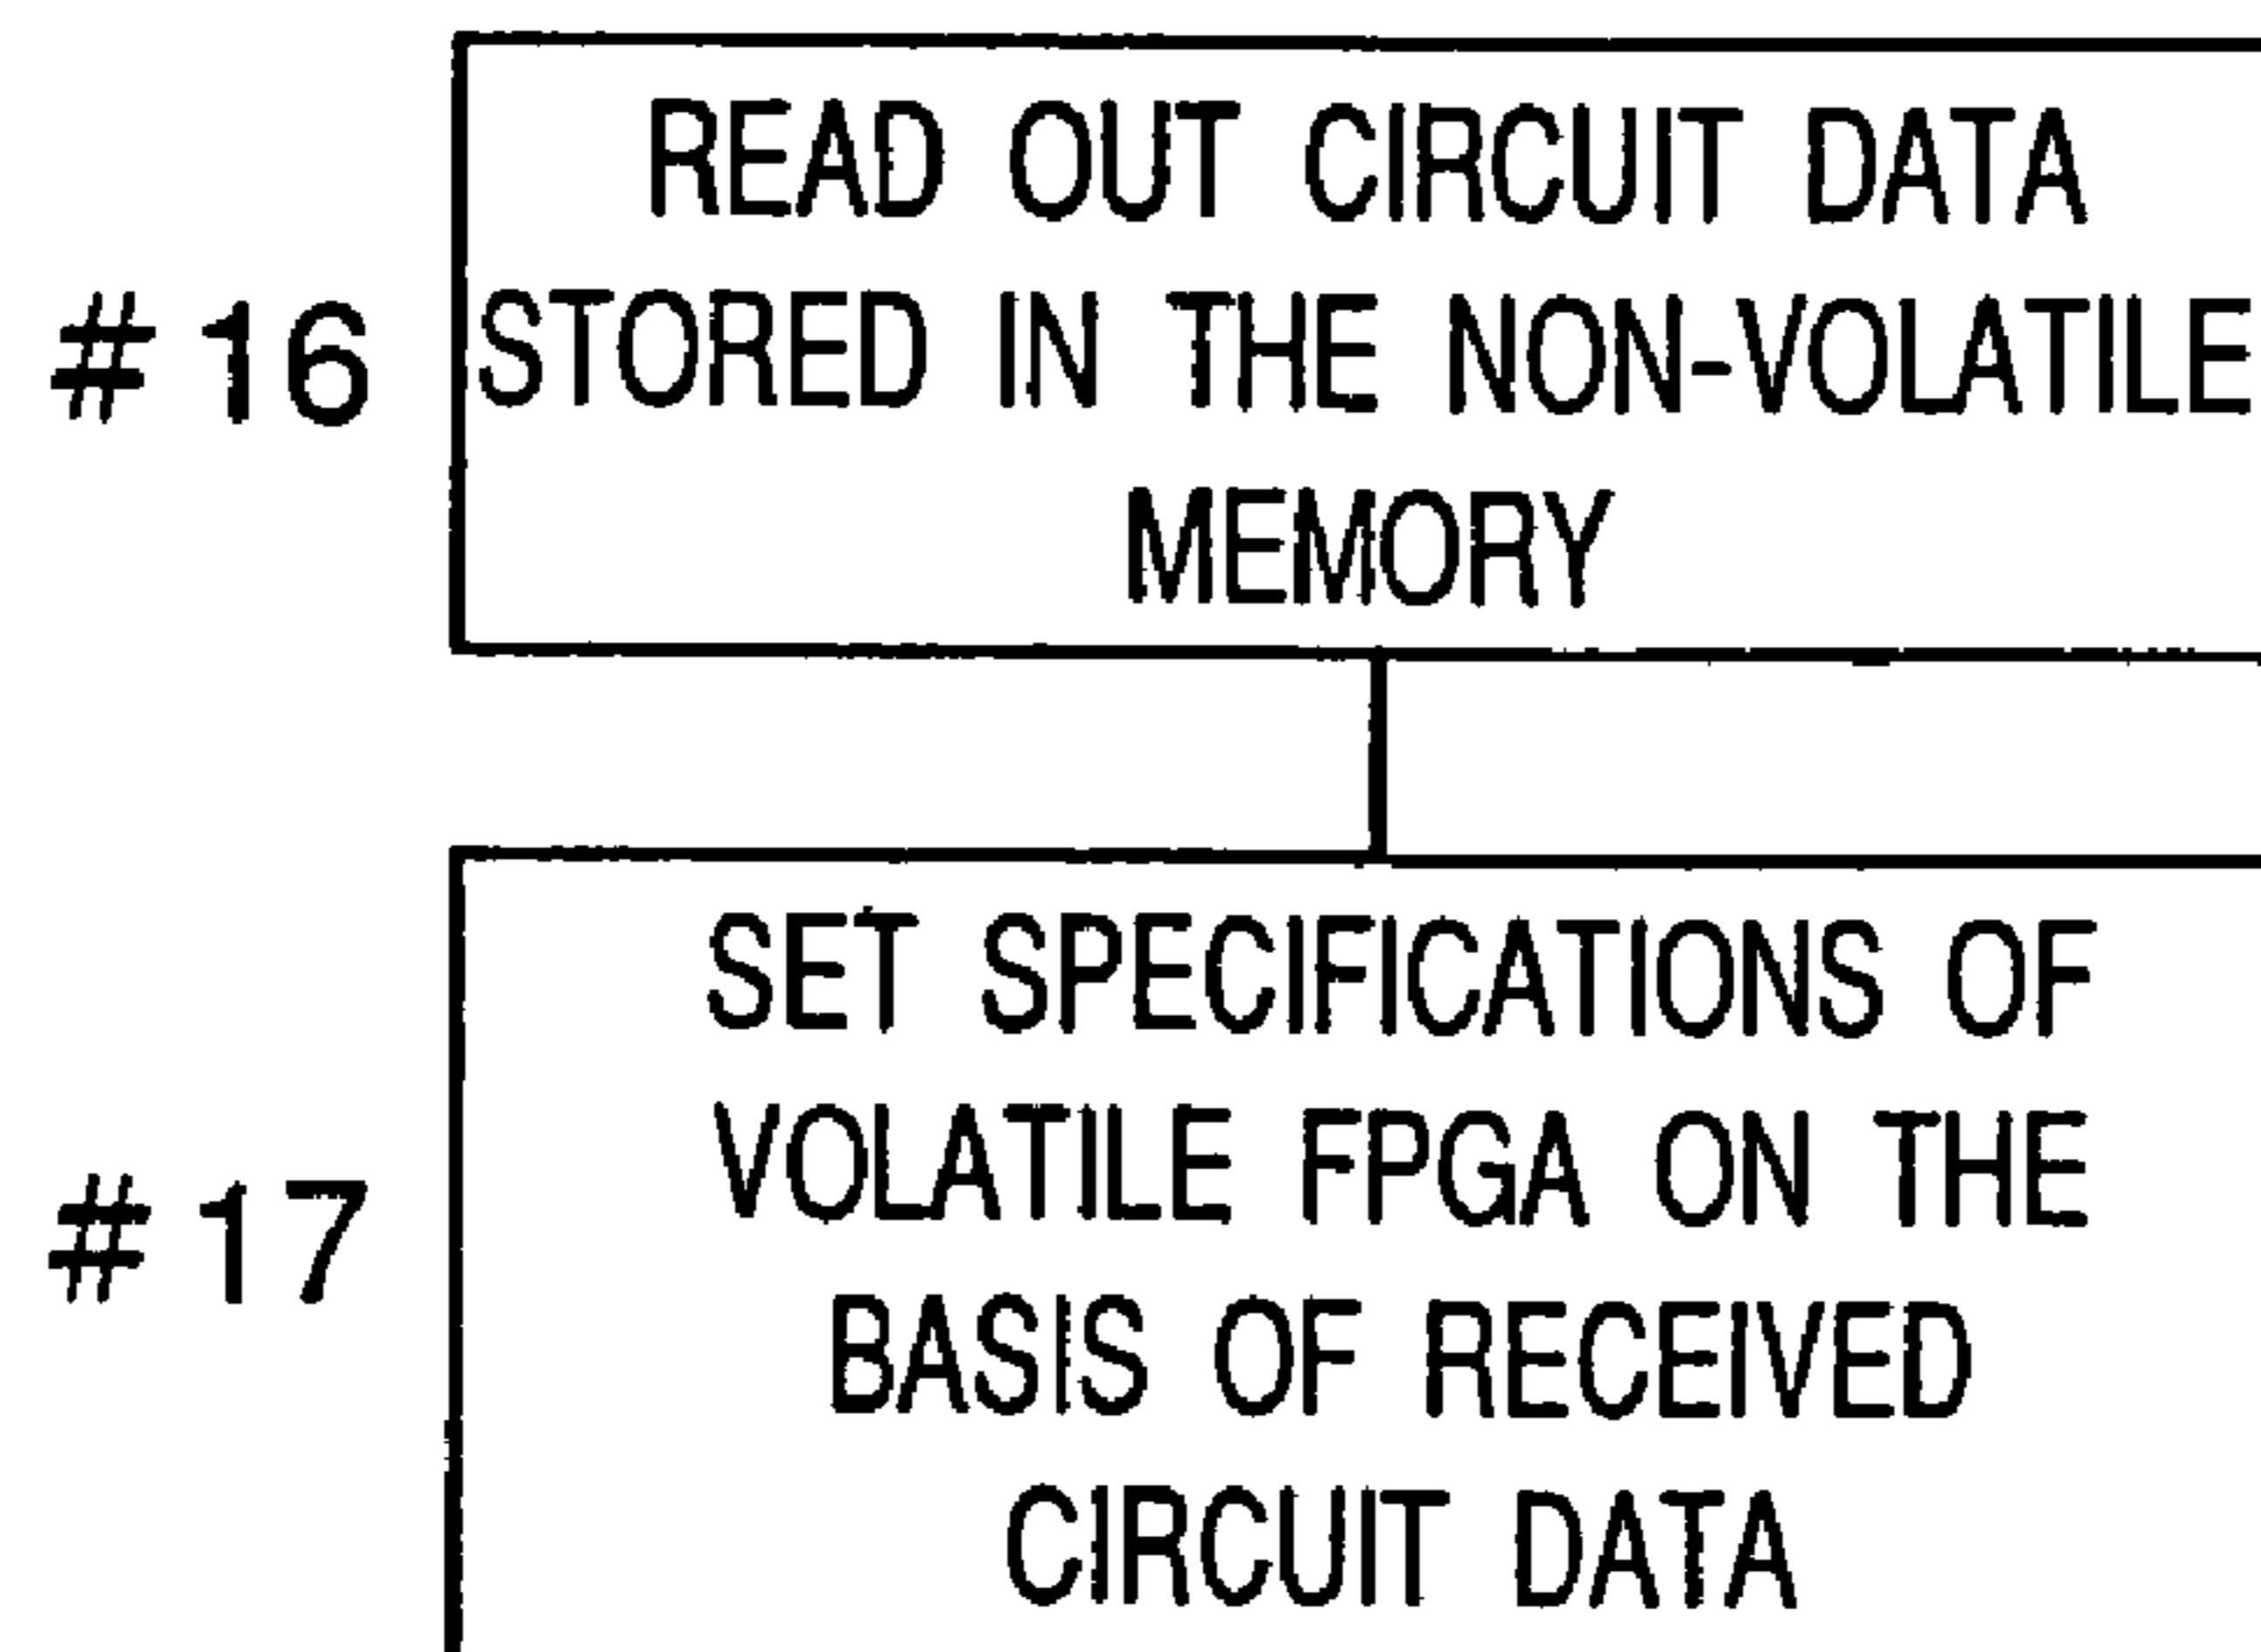 READ OUT CIRCUIT DATA
# 16 STORED IN THE NON-VOLATILE
MEMORY
SET SPECIFICATIONS OF
VOLATILE FPGA ON THE
# 17
BASIS OF RECEIVED
CIRCUIT DATA